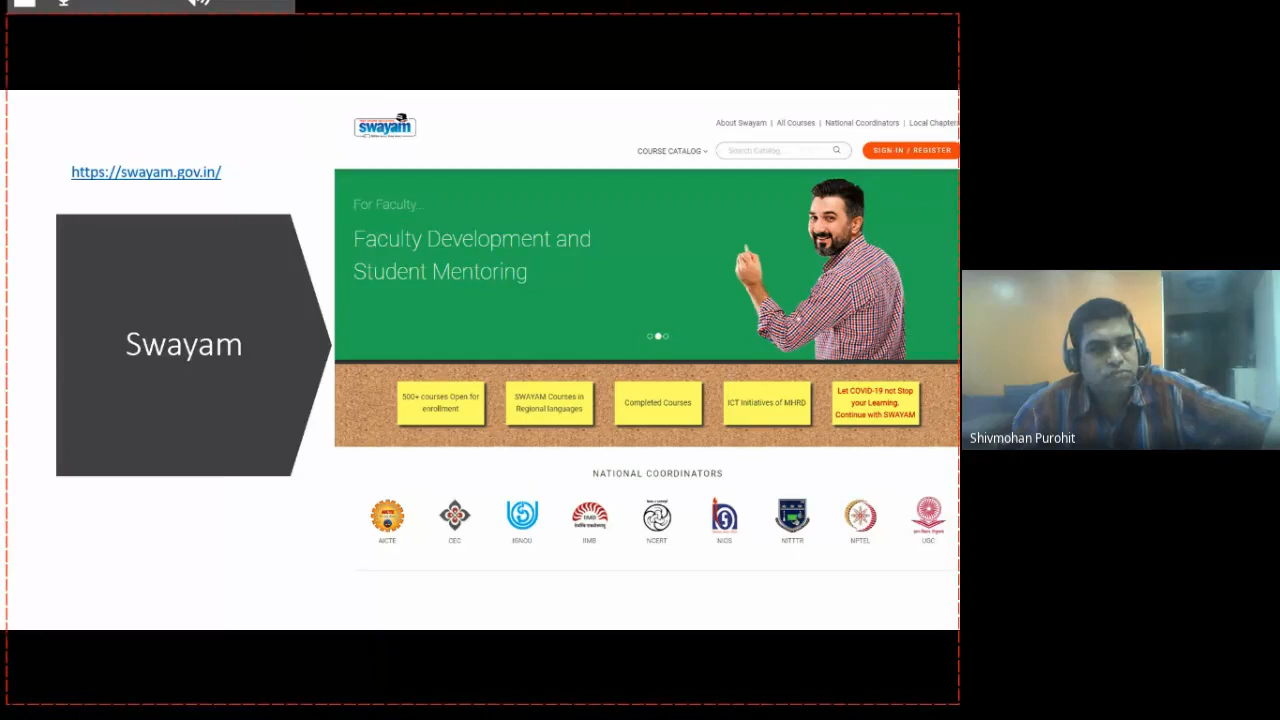 swayam
About Swayam | All Courses | National Coordinators | Local Chapters
COURSE CATALOG
Search Catalog
SIGN-IN / REGISTER
https://swayam.gov.in/
For Faculty...
Faculty Development and
Student Mentoring
Swayam
500+ courses Open for
enrollment
SWAYAM Courses in
Regional languages
Completed Courses
ICT Initiatives of MHRD
Let COVID-19 not Stop
your Learning.
Continue with SWAYAM
Shivmohan Purohit
NATIONAL COORDINATORS
AICTE
CEC
IGNOU
IIMB
NCERT
NIOS
NITTTR
NPTEL
UGC